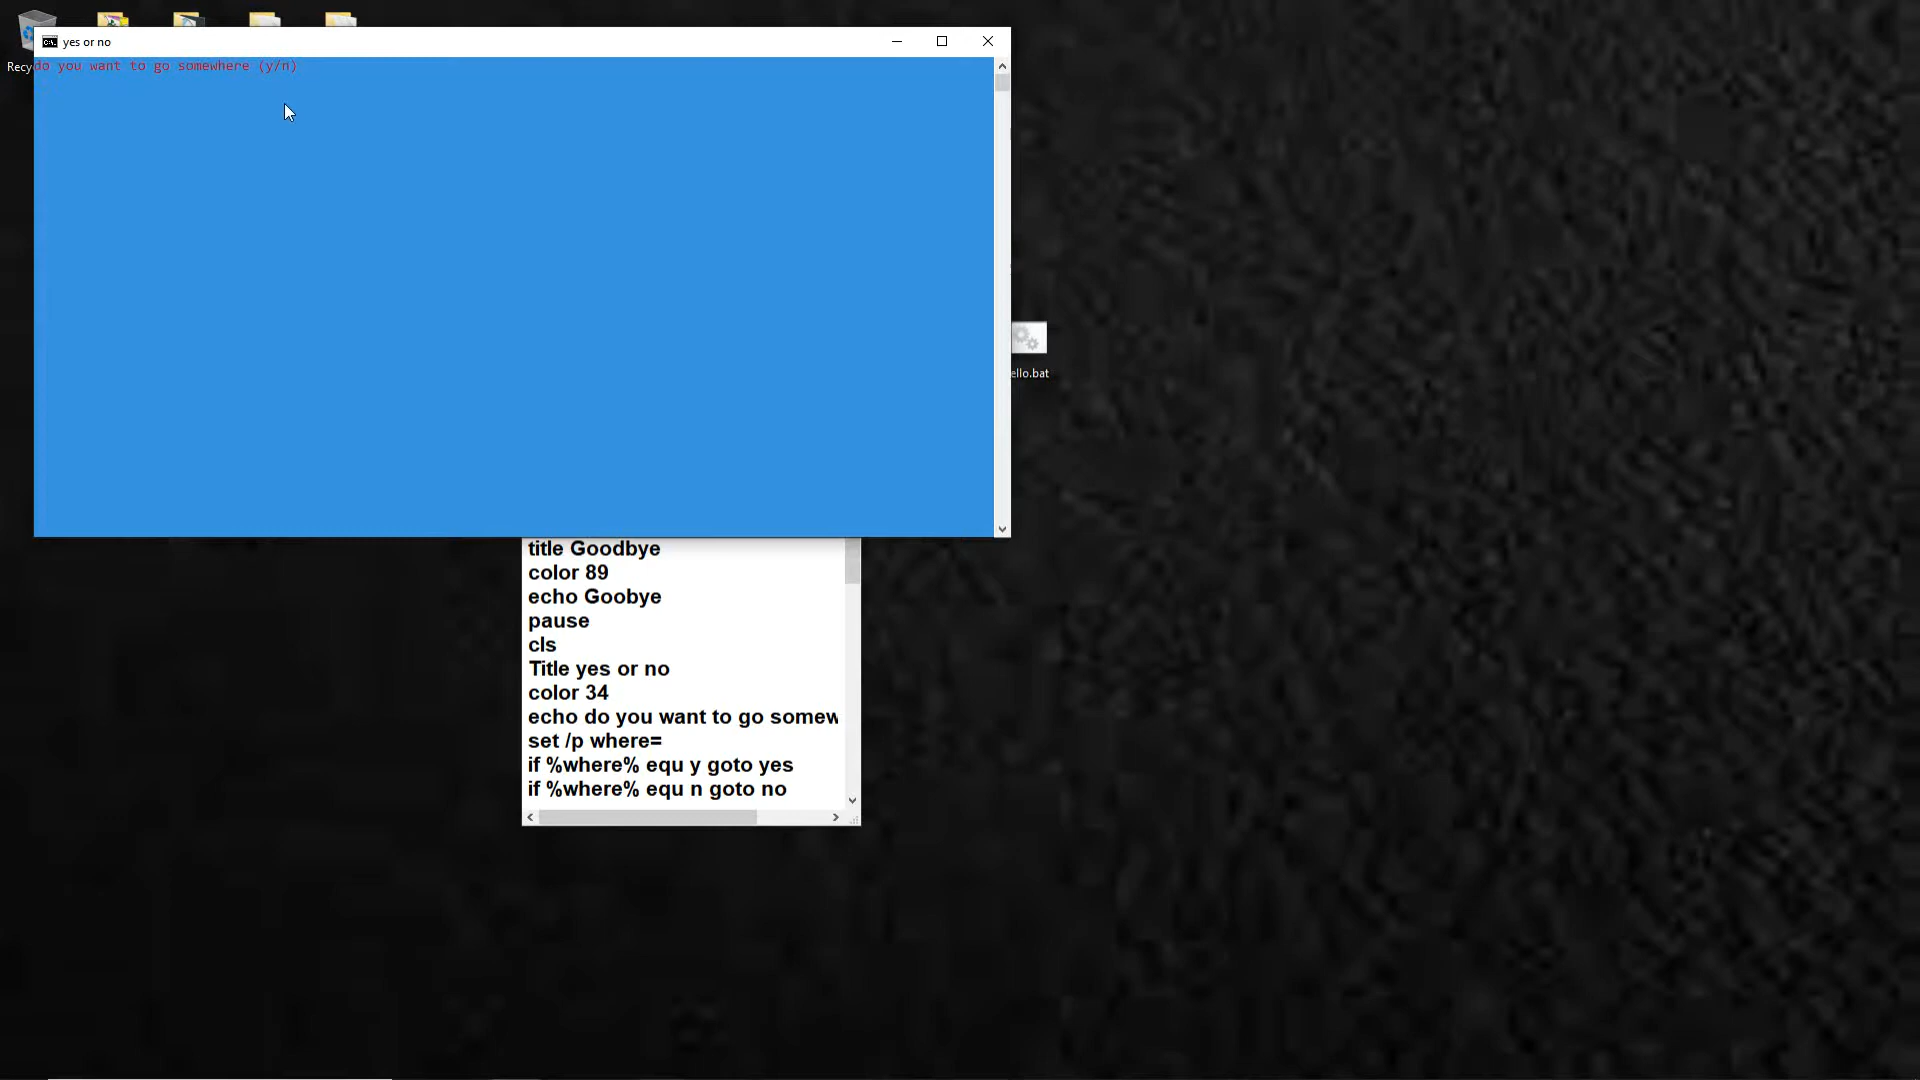 yes or no
Recy
do you want to go somewhere (y/n)
ello.bat
title Goodbye
color 89
echo Goobye
pause
cls
Title yes or no
color 34
echo do you want to go somew
set /p where=
if %where% equ y goto yes
if %where% equ n goto no